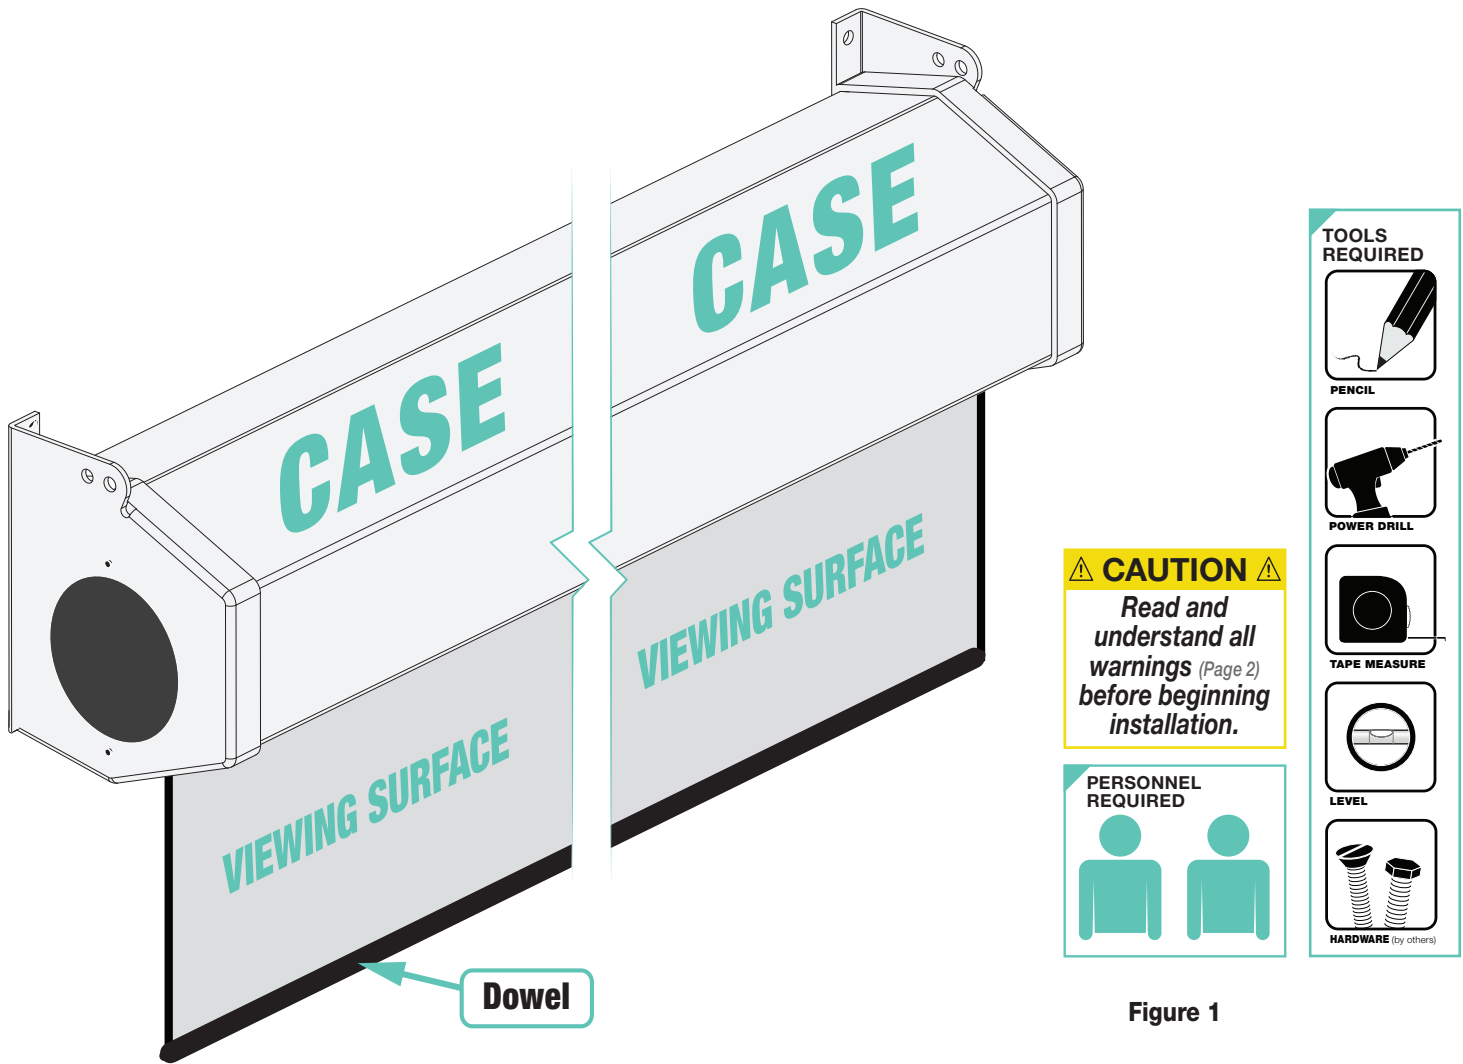 CASE
CASE
VIEWING SURFACE
VIEWING SURFACE
Dowel
CAUTION
Read and
understand all
warnings (Page 2)
before beginning
installation.
PERSONNEL
REQUIRED
TOOLS
REQUIRED
PENCIL
POWER DRILL
TAPE MEASURE
LEVEL
HARDWARE (by others)
Figure 1